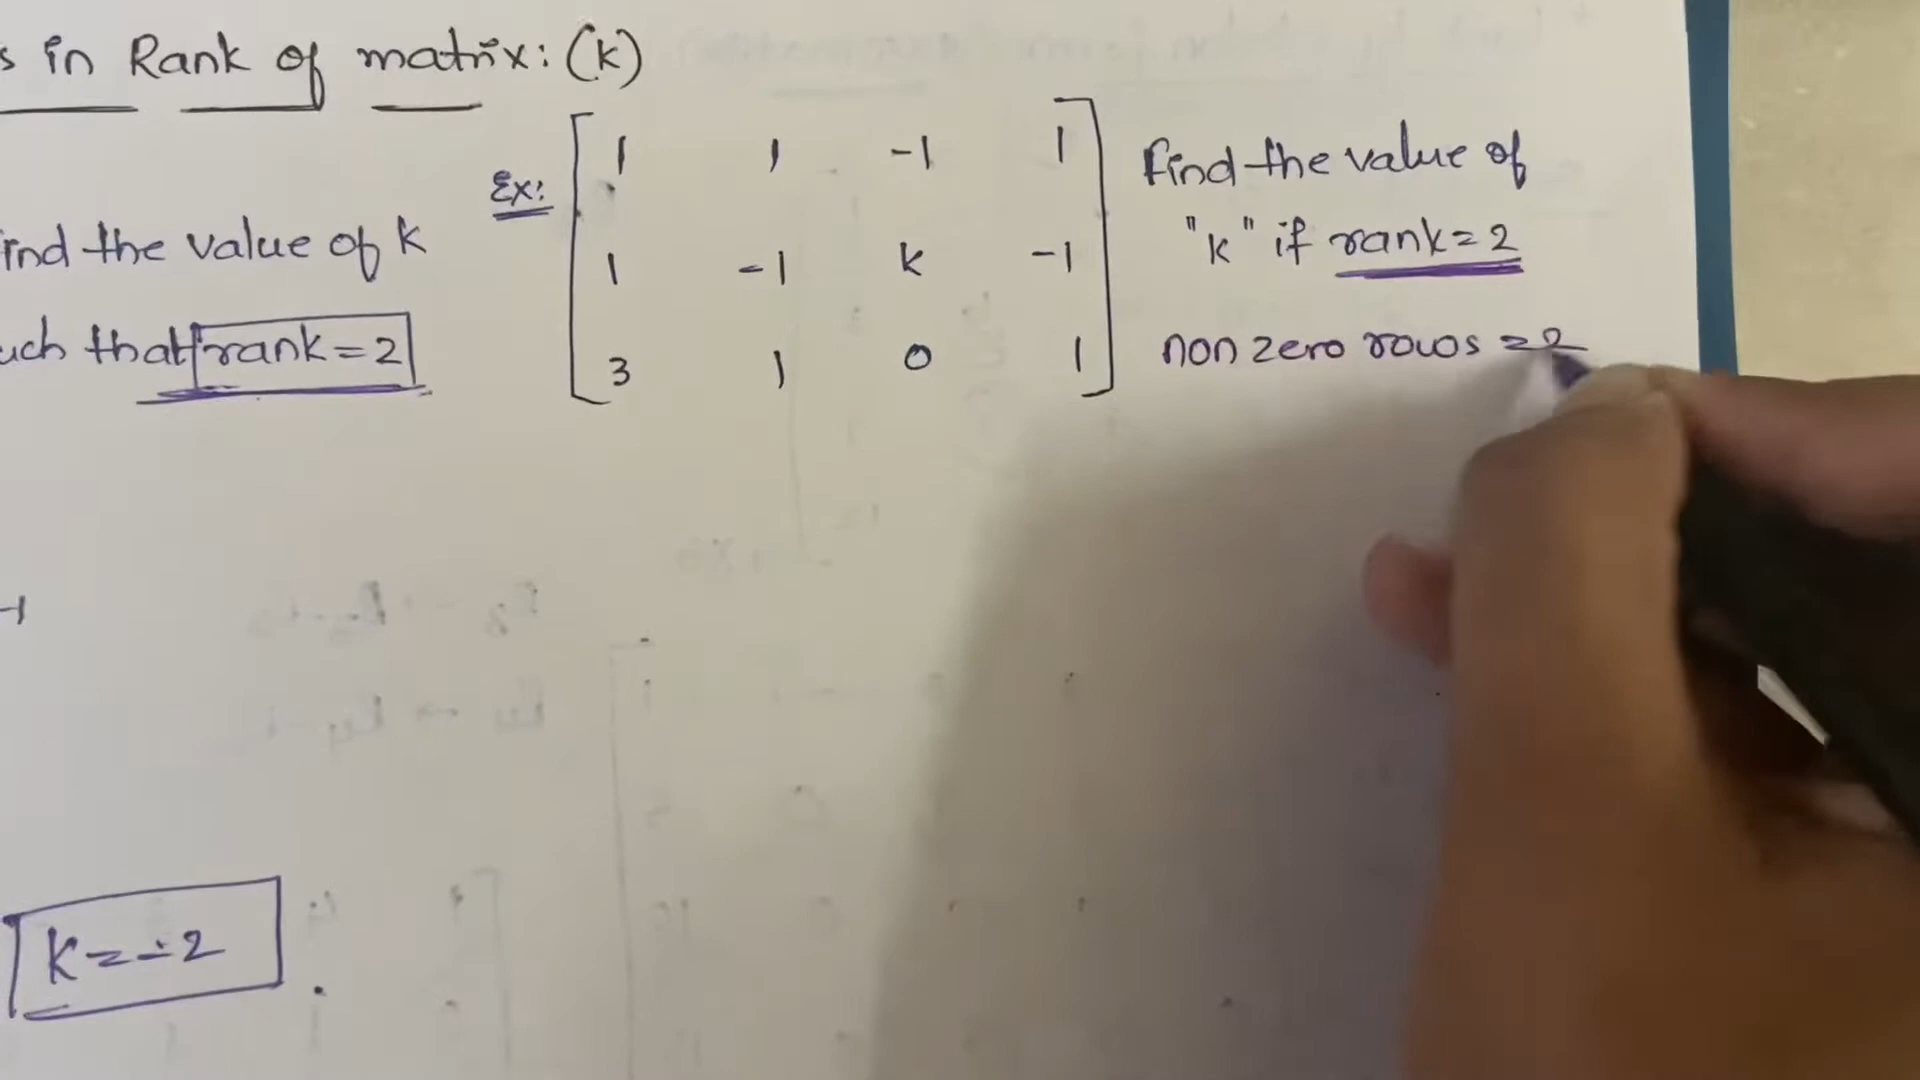 s in Rank of matrix: (k)
ind the value of k
uch that rank = 2
-1
K = -2
Ex:
1 1 -1 1
1 -1 k -1
3 1 0 1
Find the value of
"k" if rank = 2
non zero rows = 2